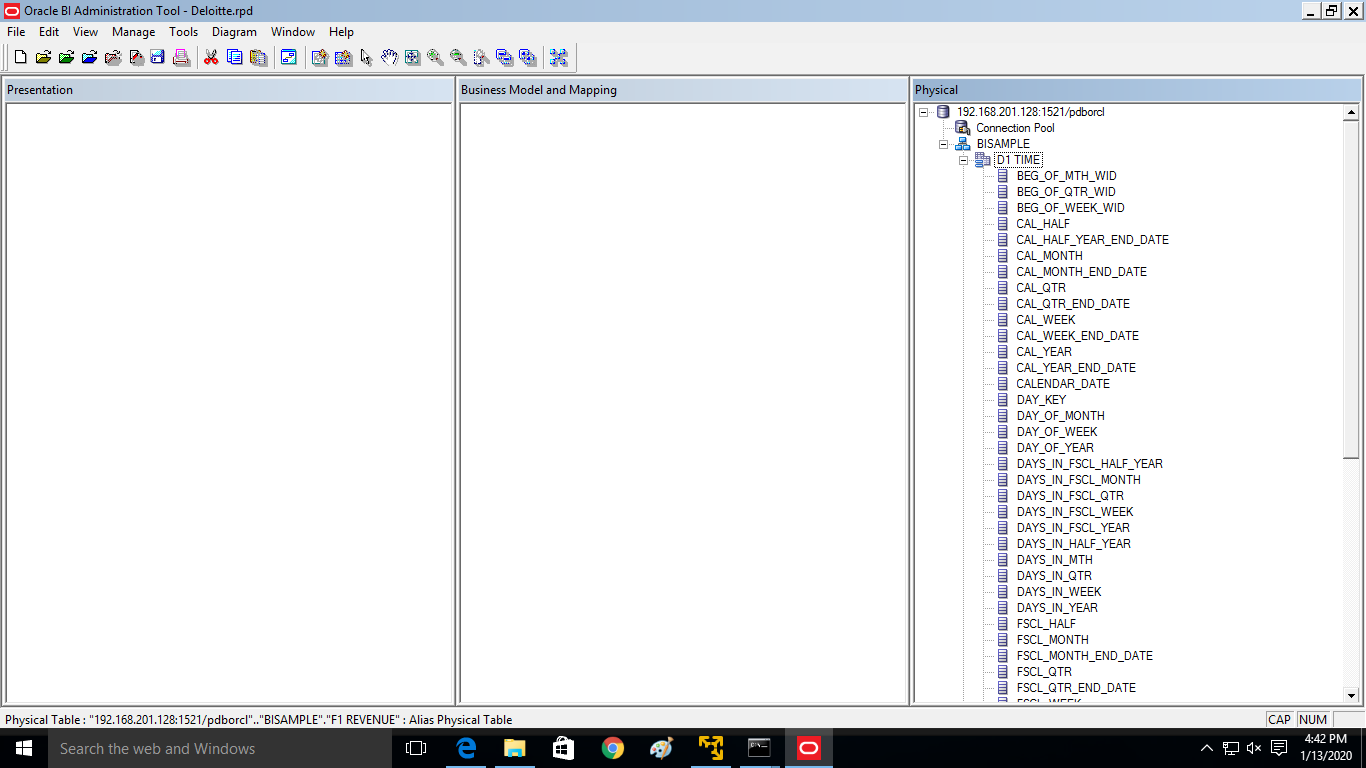 Oracle BI Administration Tool - Deloitte.rpd
File Edit View Manage Tools Diagram Window Help
Presentation
Business Model and Mapping
Physical
192.168.201.128:1521/pdborcl
Connection Pool
BISAMPLE
D1 TIME
BEG_OF_MTH_WID
BEG_OF_QTR_WID
BEG_OF_WEEK_WID
CAL_HALF
CAL_HALF_YEAR_END_DATE
CAL_MONTH
CAL_MONTH_END_DATE
CAL_QTR
CAL_QTR_END_DATE
CAL_WEEK
CAL_WEEK_END_DATE
CAL_YEAR
CAL_YEAR_END_DATE
CALENDAR_DATE
DAY_KEY
DAY_OF_MONTH
DAY_OF_WEEK
DAY_OF_YEAR
DAYS_IN_FSCL_HALF_YEAR
DAYS_IN_FSCL_MONTH
DAYS_IN_FSCL_QTR
DAYS_IN_FSCL_WEEK
DAYS_IN_FSCL_YEAR
DAYS_IN_HALF_YEAR
DAYS_IN_MTH
DAYS_IN_QTR
DAYS_IN_WEEK
DAYS_IN_YEAR
FSCL_HALF
FSCL_MONTH
FSCL_MONTH_END_DATE
FSCL_QTR
FSCL_QTR_END_DATE
FSCL_WEEK
Physical Table : "192.168.201.128:1521/pdborcl".."BISAMPLE"."F1 REVENUE" : Alias Physical Table
CAP NUM
Search the web and Windows
4:42 PM
1/13/2020